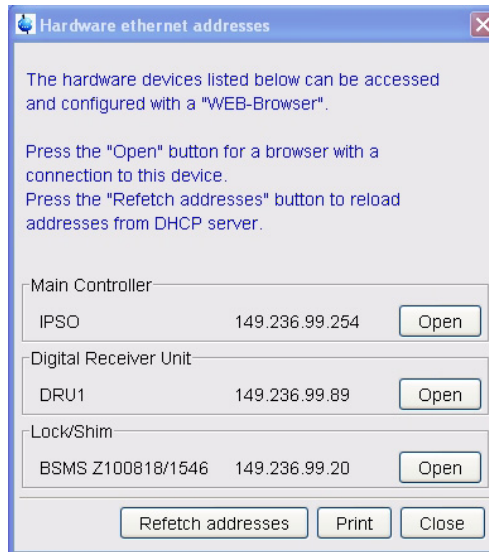 Hardware ethernet addresses
The hardware devices listed below can be accessed
and configured with a "WEB-Browser".
Press the "Open" button for a browser with a
connection to this device.
Press the "Refetch addresses" button to reload
addresses from DHCP server.
Main Controller
IPSO 149.236.99.254 Open
Digital Receiver Unit
DRU1 149.236.99.89 Open
Lock/Shim
BSMS Z100818/1546 149.236.99.20 Open
Refetch addresses Print Close